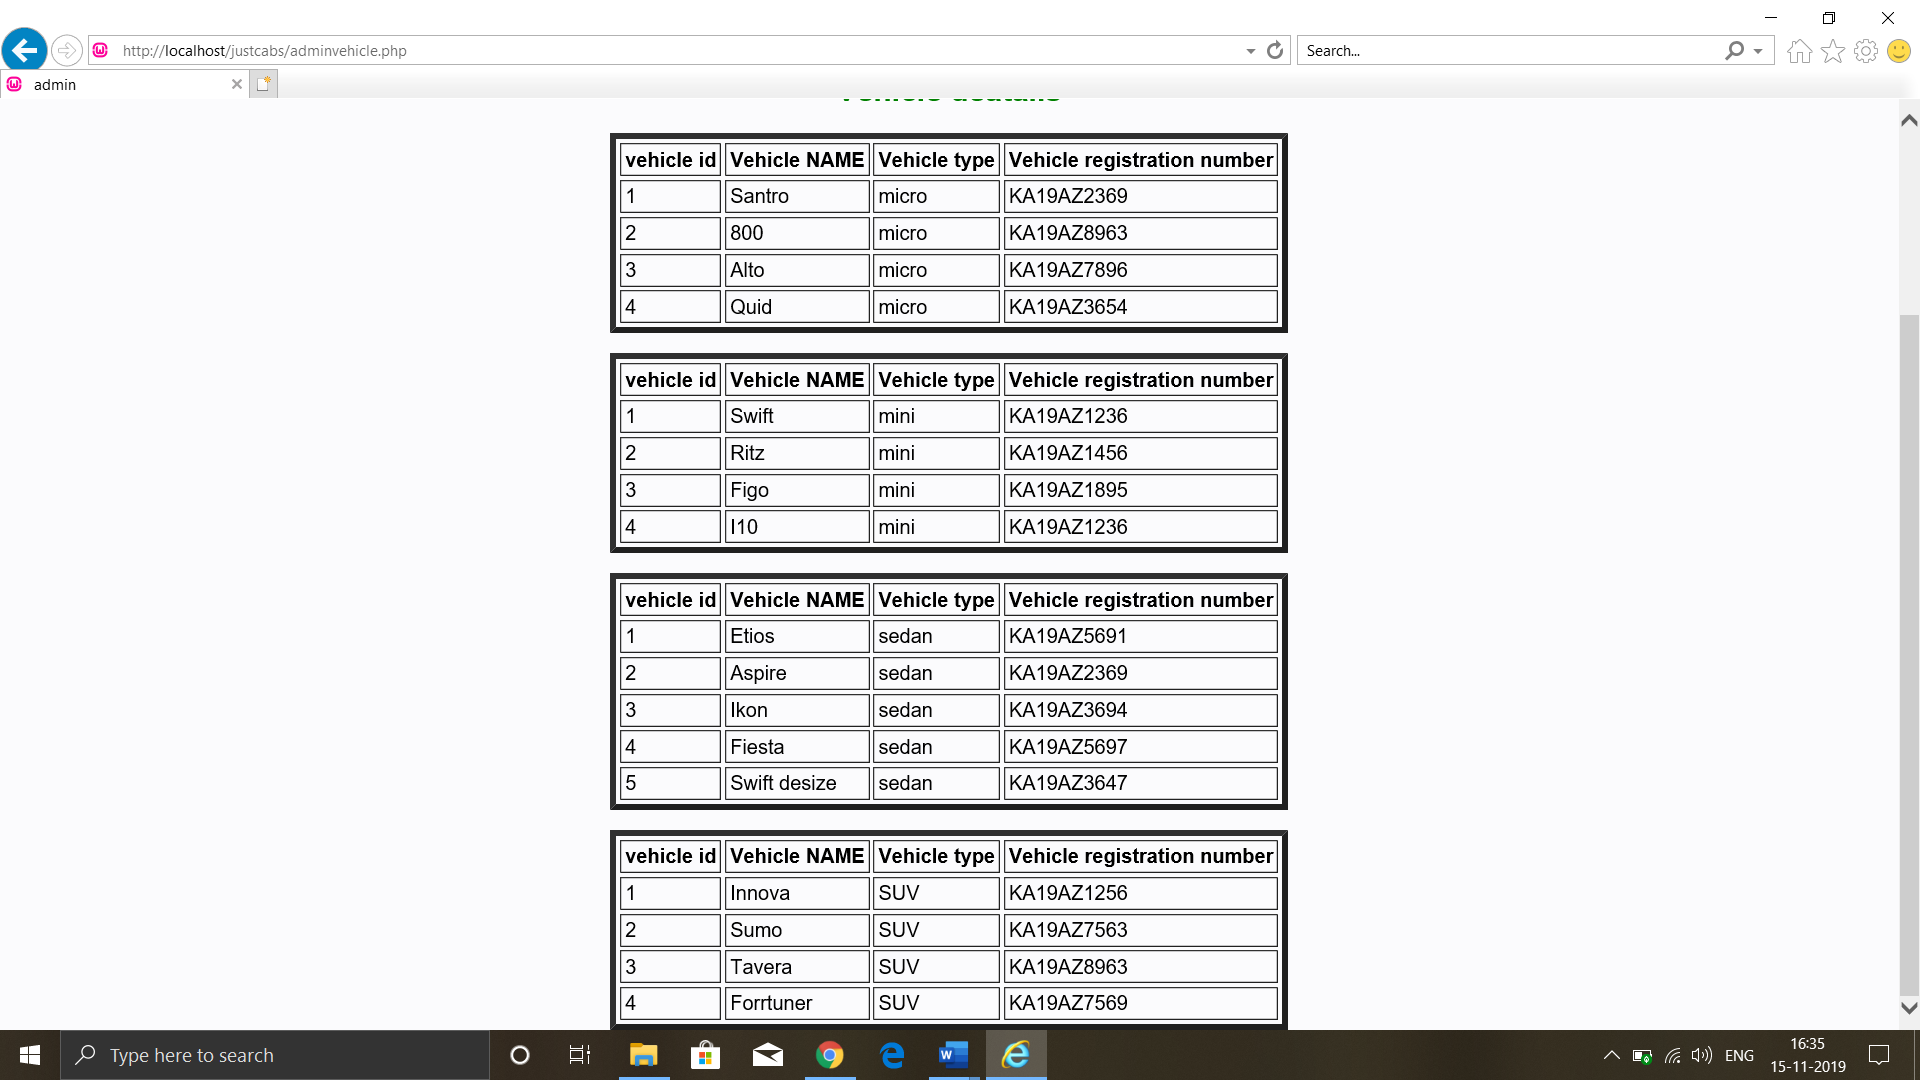 http://localhost/justcabs/adminvehicle.php
Search...
admin
vehicle id Vehicle NAME Vehicle type Vehicle registration number
1 Santro micro KA19AZ2369
2 800 micro KA19AZ8963
3 Alto micro KA19AZ7896
4 Quid micro KA19AZ3654
vehicle id Vehicle NAME Vehicle type Vehicle registration number
1 Swift mini KA19AZ1236
2 Ritz mini KA19AZ1456
3 Figo mini KA19AZ1895
4 I10 mini KA19AZ1236
vehicle id Vehicle NAME Vehicle type Vehicle registration number
1 Etios sedan KA19AZ5691
2 Aspire sedan KA19AZ2369
3 Ikon sedan KA19AZ3694
4 Fiesta sedan KA19AZ5697
5 Swift desize sedan KA19AZ3647
vehicle id Vehicle NAME Vehicle type Vehicle registration number
1 Innova SUV KA19AZ1256
2 Sumo SUV KA19AZ7563
3 Tavera SUV KA19AZ8963
4 Forrtuner SUV KA19AZ7569
Type here to search
ENG
16:35
15-11-2019